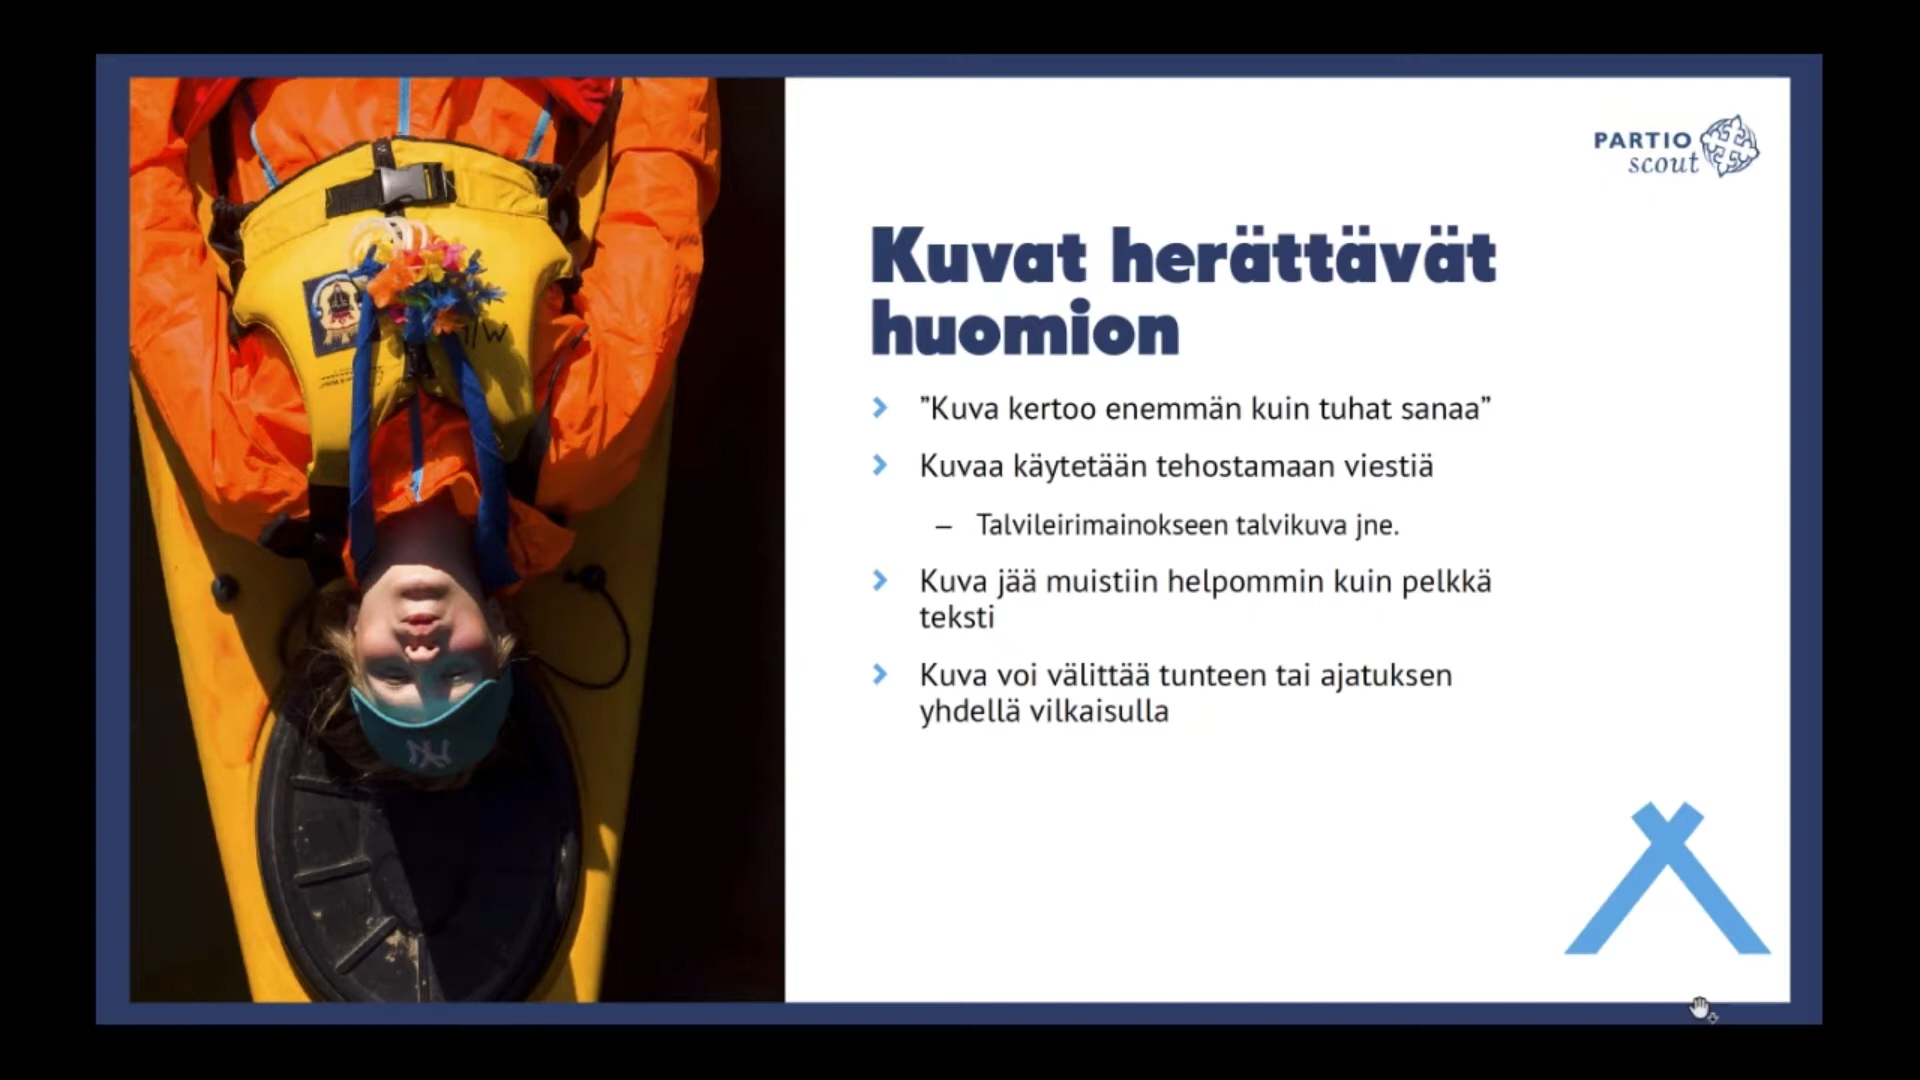 PARTIO
scout
Kuvat herättävät
huomion
”Kuva kertoo enemmän kuin tuhat sanaa”
Kuvaa käytetään tehostamaan viestiä
– Talvileirimainokseen talvikuva jne.
Kuva jää muistiin helpommin kuin pelkkä
teksti
Kuva voi välittää tunteen tai ajatuksen
yhdellä vilkaisulla
NY